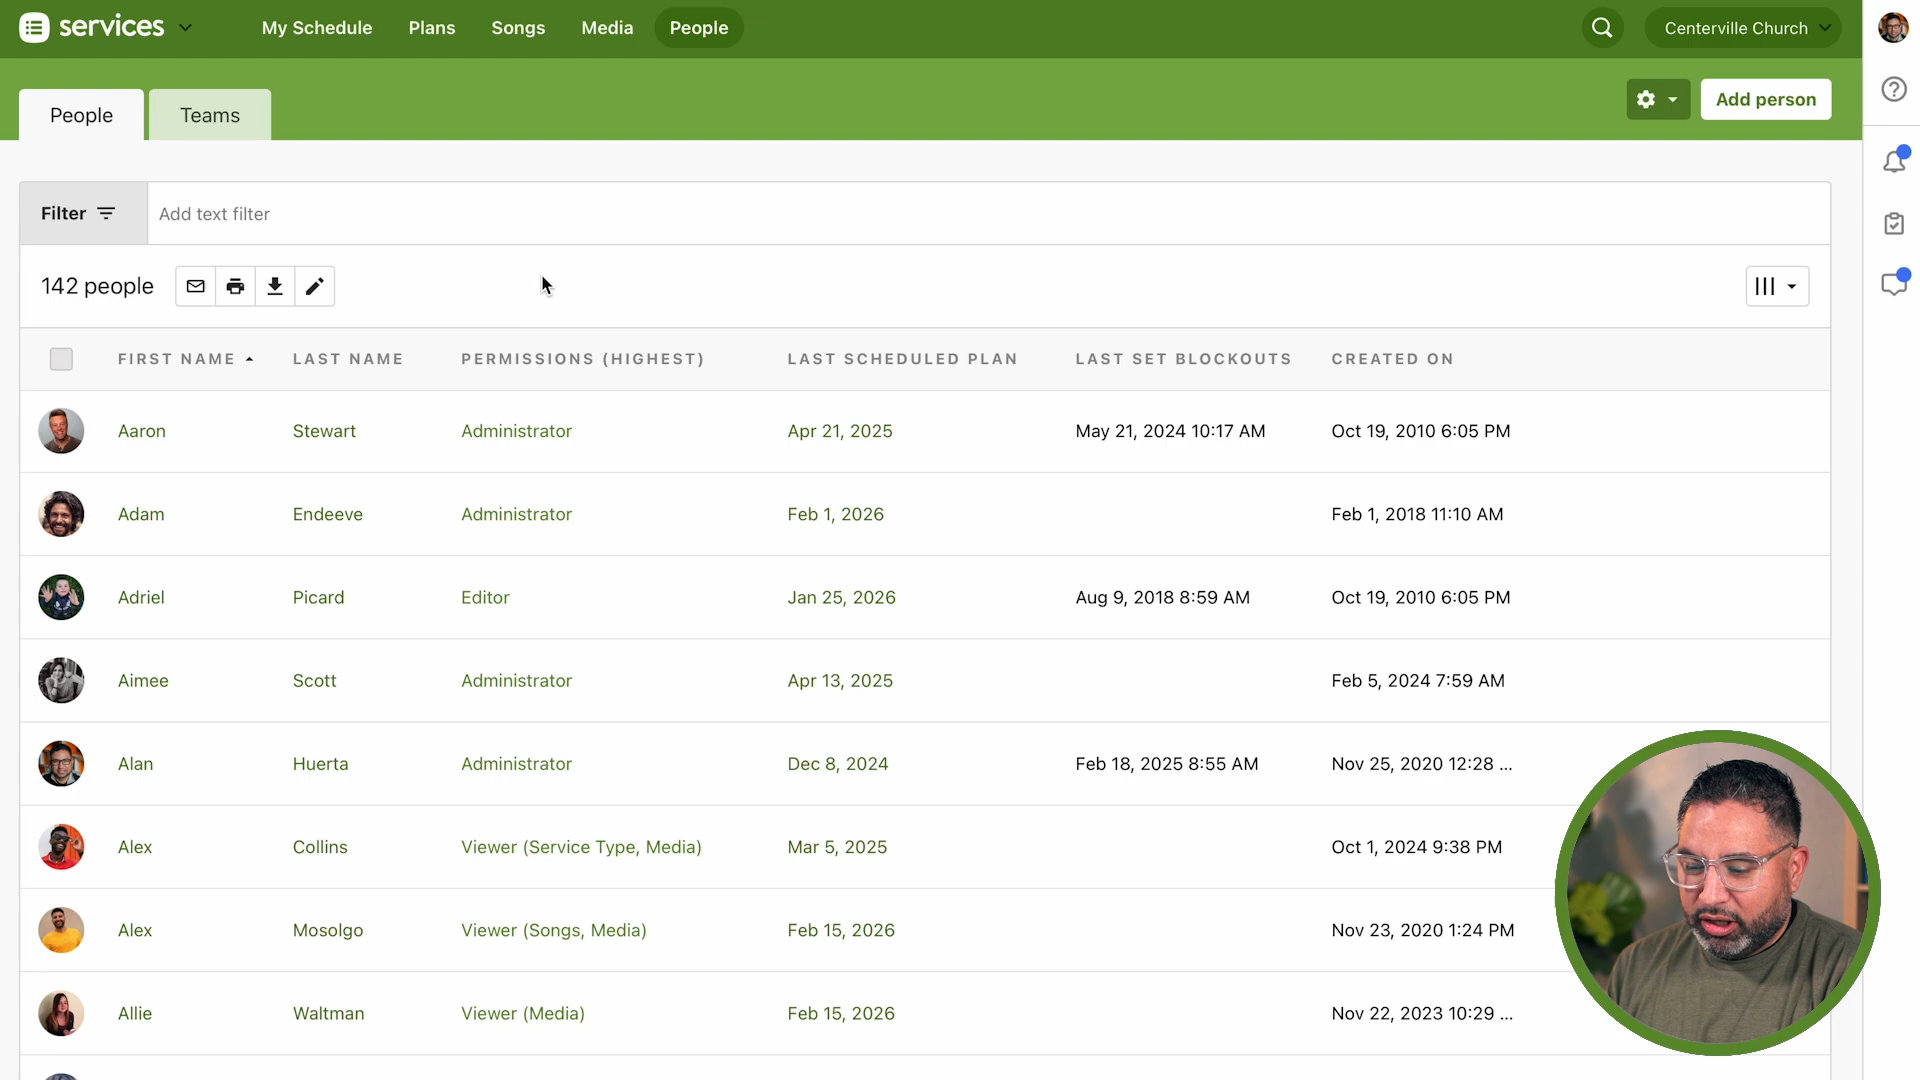 services My Schedule Plans Songs Media People Centerville Church
People Teams Add person
Filter Add text filter
142 people
FIRST NAME LAST NAME PERMISSIONS (HIGHEST) LAST SCHEDULED PLAN LAST SET BLOCKOUTS CREATED ON
Aaron Stewart Administrator Apr 21, 2025 May 21, 2024 10:17 AM Oct 19, 2010 6:05 PM
Adam Endeeve Administrator Feb 1, 2026 Feb 1, 2018 11:10 AM
Adriel Picard Editor Jan 25, 2026 Aug 9, 2018 8:59 AM Oct 19, 2010 6:05 PM
Aimee Scott Administrator Apr 13, 2025 Feb 5, 2024 7:59 AM
Alan Huerta Administrator Dec 8, 2024 Feb 18, 2025 8:55 AM Nov 25, 2020 12:28 ...
Alex Collins Viewer (Service Type, Media) Mar 5, 2025 Oct 1, 2024 9:38 PM
Alex Mosolgo Viewer (Songs, Media) Feb 15, 2026 Nov 23, 2020 1:24 PM
Allie Waltman Viewer (Media) Feb 15, 2026 Nov 22, 2023 10:29 ...